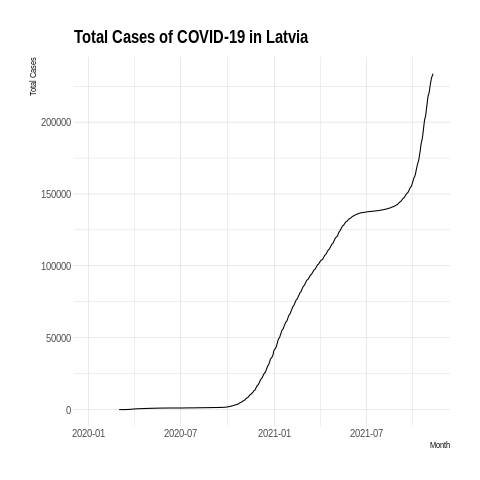 Total Cases of COVID-19 in Latvia
Total Cases
200000
150000
100000
50000
0
2020-01 2020-07 2021-01 2021-07
Month